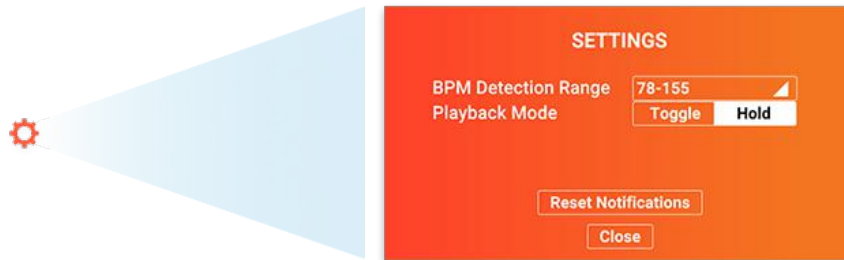 SETTINGS
BPM Detection Range 78-155
Playback Mode Toggle Hold
Reset Notifications
Close